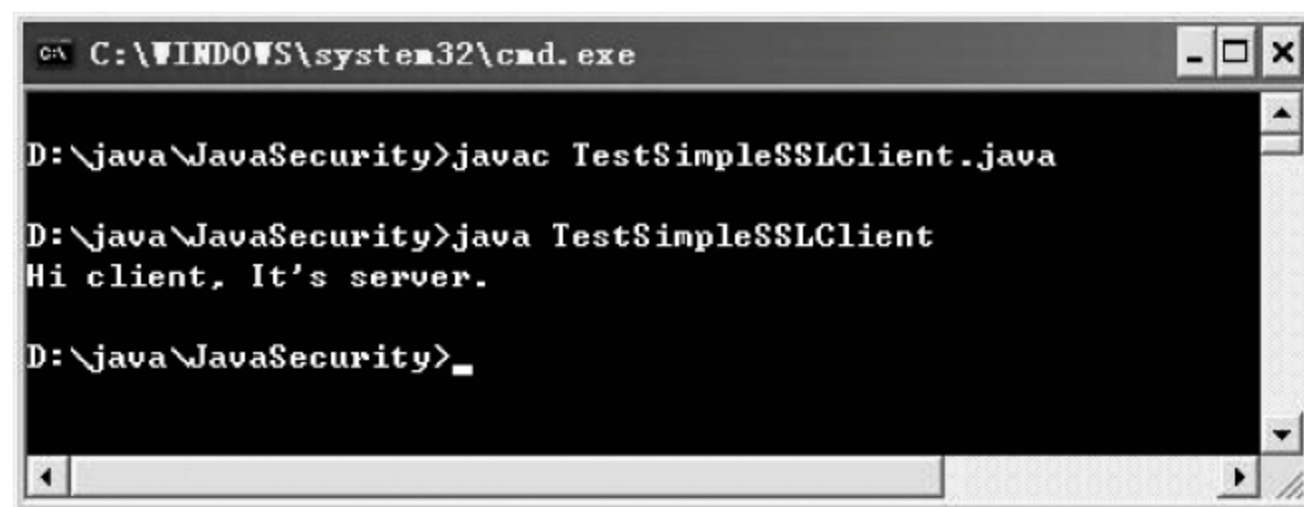 C:\WINDOWS\system32\cmd.exe
D:\java\JavaSecurity>javac TestSimpleSSLClient.java
D:\java\JavaSecurity>java TestSimpleSSLClient
Hi client, It's server.
D:\java\JavaSecurity>_